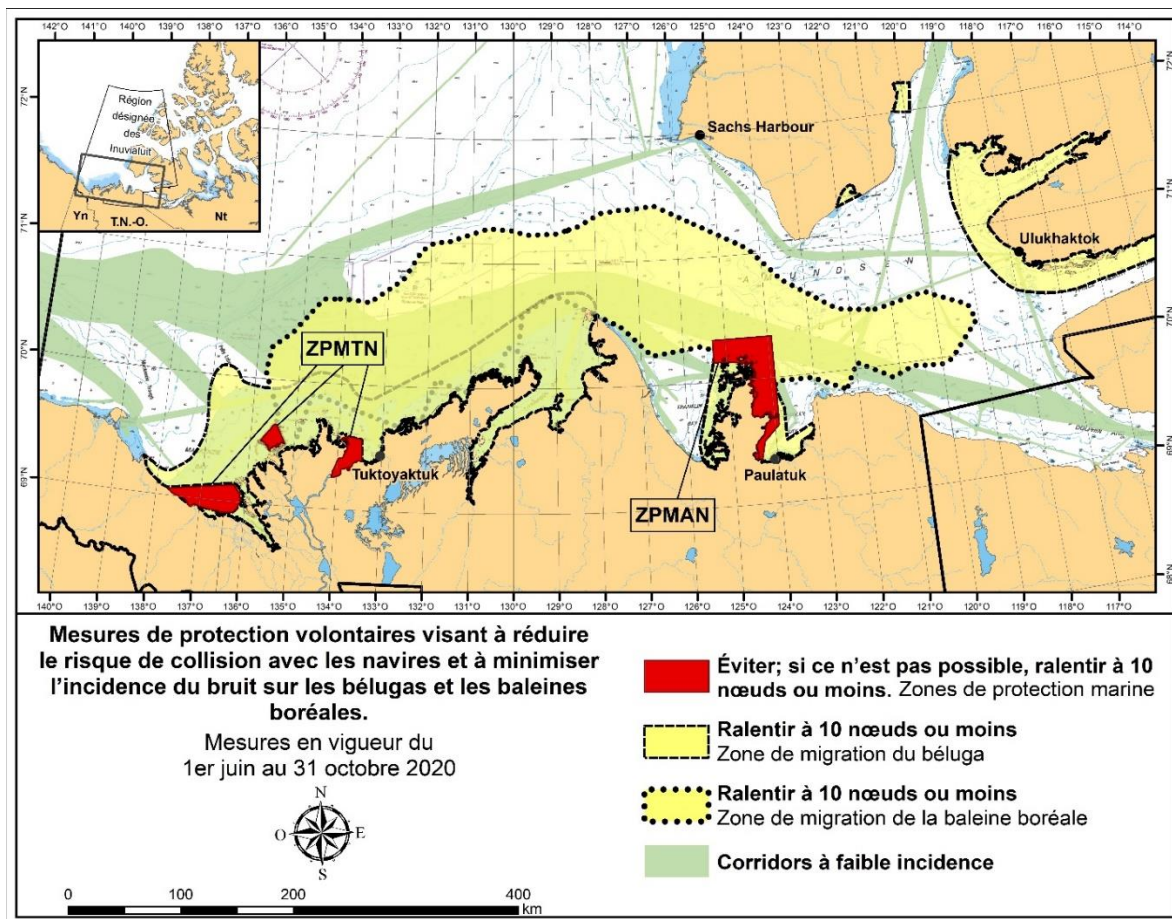 142°O 141°O 140°O 139°O 138°O 137°O 136°O 135°O 134°O 133°O 132°O 131°O 130°O 129°O 128°O 127°O 126°O 125°O 124°O 123°O 122°O 121°O 120°O 119°O 118°O 117°O 116°O 115°O 114°O
Région
désignée
des
Inuvialuit
Yn
T.N.-O.
Nt
72°N
71°N
70°N
69°N
72°N
71°N
70°N
69°N
68°N
Sachs Harbour
Ulukhaktok
ZPMTN
Tuktoyaktuk
ZPMAN
Paulatuk
140°O 139°O 138°O 137°O 136°O 135°O 134°O 133°O 132°O 131°O 130°O 129°O 128°O 127°O 126°O 125°O 124°O 123°O 122°O 121°O 120°O 119°O 118°O 117°O
Mesures de protection volontaires visant à réduire
le risque de collision avec les navires et à minimiser
l'incidence du bruit sur les bélugas et les baleines
boréales.
Mesures en vigueur du
1er juin au 31 octobre 2020
N
O
E
S
0 100 200 400
km
Éviter; si ce n'est pas possible, ralentir à 10
nœuds ou moins. Zones de protection marine
Ralentir à 10 nœuds ou moins
Zone de migration du béluga
Ralentir à 10 nœuds ou moins
Zone de migration de la baleine boréale
Corridors à faible incidence